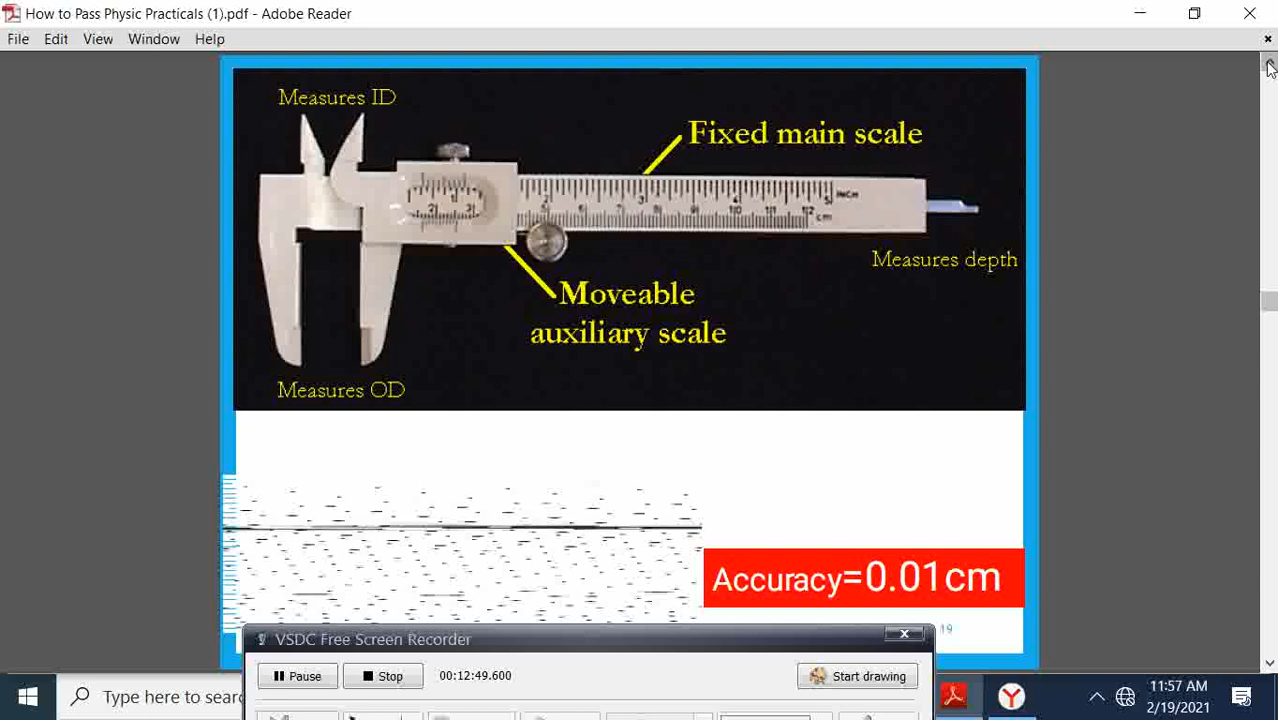 How to Pass Physic Practicals (1).pdf - Adobe Reader
File Edit View Window Help
Measures ID
Fixed main scale
INCH
cm
Measures depth
Moveable
auxiliary scale
Measures OD
Accuracy=0.01cm
19
VSDC Free Screen Recorder
Pause Stop 00:12:49.600 Start drawing
Type here to sear
11:57 AM
2/19/2021